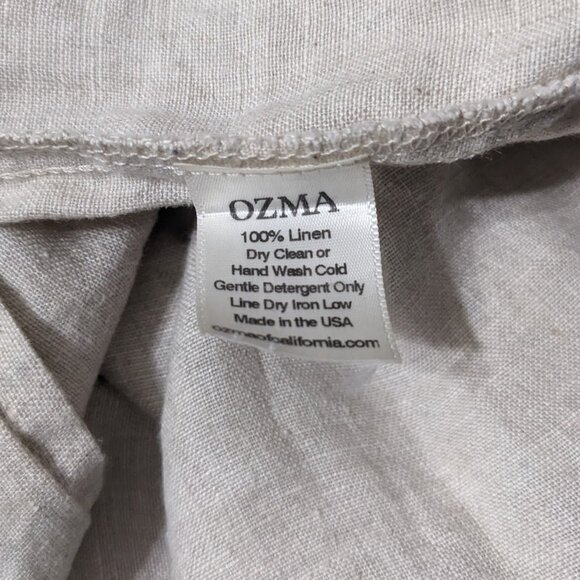 OZMA
100% Linen
Dry Clean or
Hand Wash Cold
Gentle Detergent Only
Line Dry Iron Low
Made in the USA
ozmaofcalifornia.com